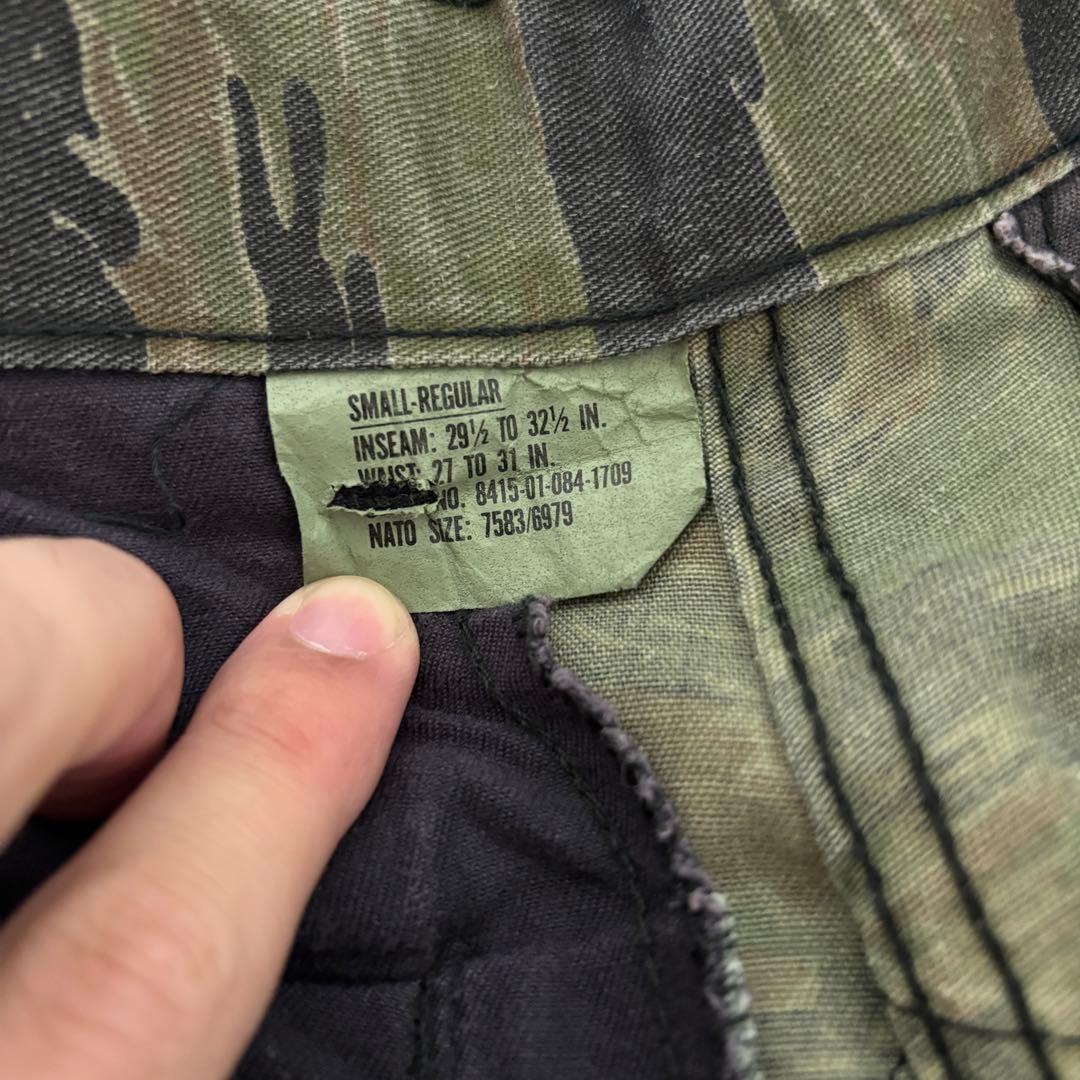 SMALL-REGULAR
INSEAM: 29½ TO 32½ IN.
WAIST: 27 TO 31 IN.
NO. 8415-01-084-1709
NATO SIZE: 7583/6979